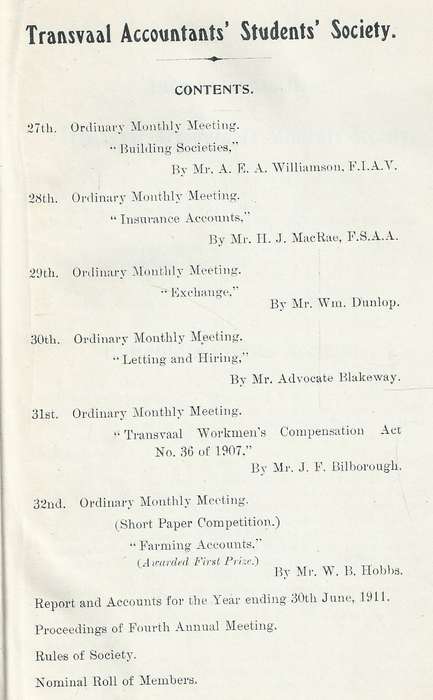 Transvaal Accountants' Students' Society.
CONTENTS.
27th. Ordinary Monthly Meeting.
"Building Societies,"
By Mr. A. E. A. Williamson, F.I.A.V.
28th. Ordinary Monthly Meeting.
"Insurance Accounts,"
By Mr. H. J. MacRae, F.S.A.A.
29th. Ordinary Monthly Meeting.
"Exchange,"
By Mr. Wm. Dunlop.
30th. Ordinary Monthly Meeting.
"Letting and Hiring,"
By Mr. Advocate Blakeway.
31st. Ordinary Monthly Meeting.
"Transvaal Workmen's Compensation Act
No. 36 of 1907."
By Mr. J. F. Bilborough.
32nd. Ordinary Monthly Meeting.
(Short Paper Competition.)
"Farming Accounts."
(Awarded First Prize.)
By Mr. W. B. Hobbs.
Report and Accounts for the Year ending 30th June, 1911.
Proceedings of Fourth Annual Meeting.
Rules of Society.
Nominal Roll of Members.